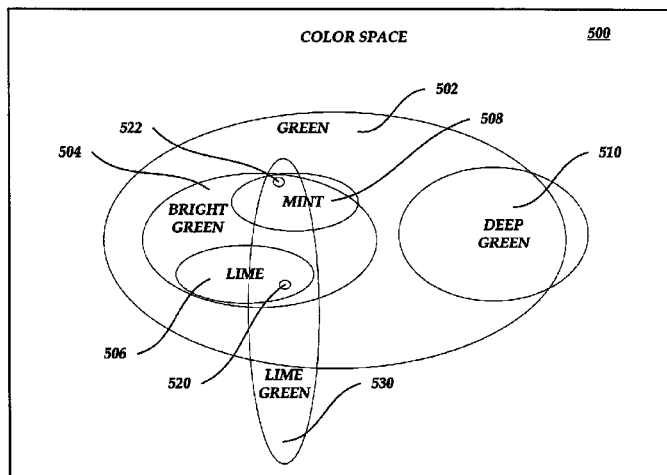 COLOR SPACE
500
502
GREEN
508
522
504
510
MINT
BRIGHT
GREEN
DEEP
GREEN
LIME
506
520
LIME
GREEN
530